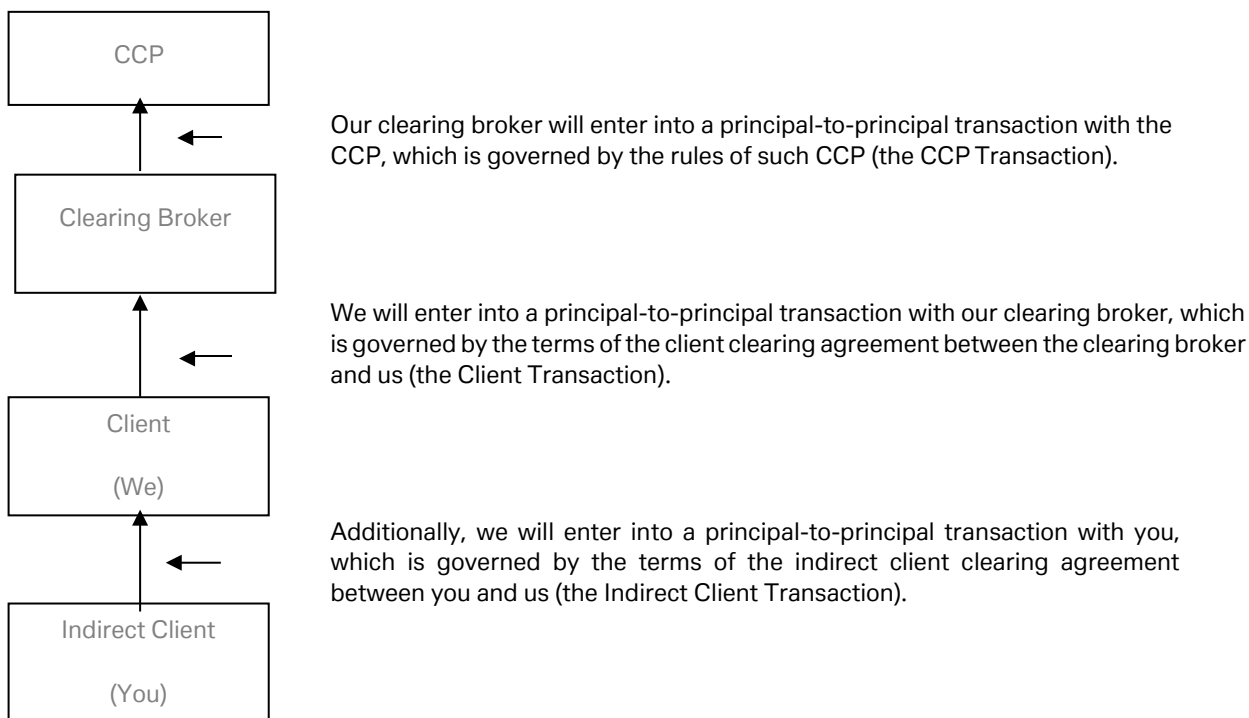 CCP
Our clearing broker will enter into a principal-to-principal transaction with the
CCP, which is governed by the rules of such CCP (the CCP Transaction).
Clearing Broker
We will enter into a principal-to-principal transaction with our clearing broker, which
is governed by the terms of the client clearing agreement between the clearing broker
and us (the Client Transaction).
Client
(We)
Additionally, we will enter into a principal-to-principal transaction with you,
which is governed by the terms of the indirect client clearing agreement
between you and us (the Indirect Client Transaction).
Indirect Client
(You)